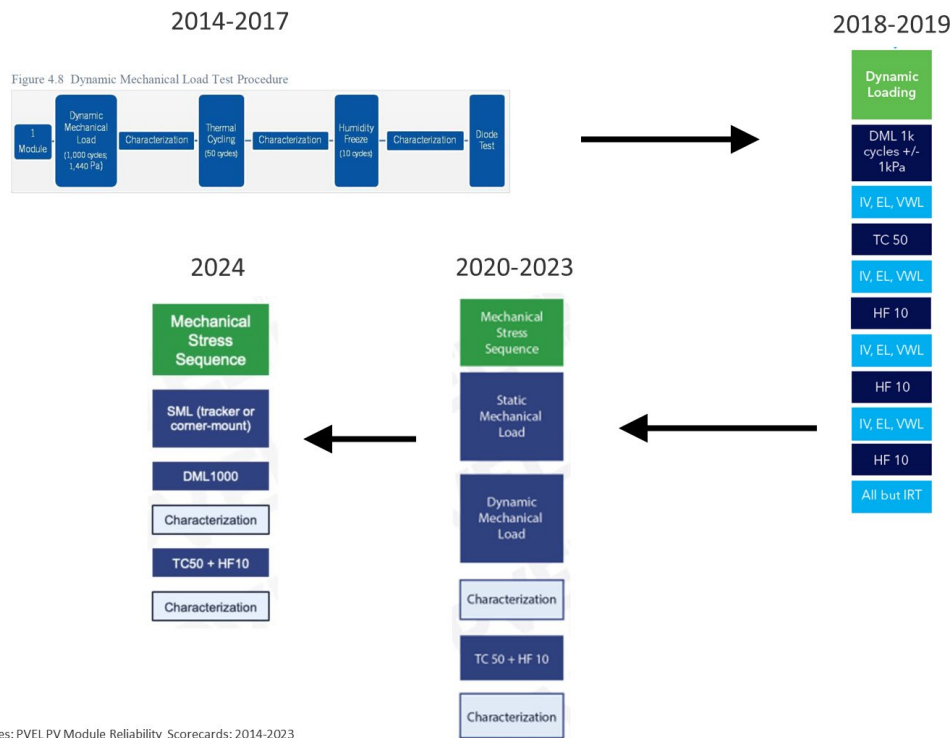 2014-2017
2018-2019
Figure 4.8 Dynamic Mechanical Load Test Procedure
1
Module
Dynamic
Mechanical
Load
(1,000 cycles;
1,440 Pa)
Characterization
Thermal
Cycling
(50 cycles)
Characterization
Humidity
Freeze
(10 cycles)
Characterization
Diode
Test
Dynamic
Loading
DML 1k
cycles +/-
1kPa
IV, EL, VWL
TC 50
IV, EL, VWL
HF 10
IV, EL, VWL
HF 10
IV, EL, VWL
HF 10
All but IRT
2024
Mechanical
Stress
Sequence
SML (tracker or
corner-mount)
DML1000
Characterization
TC50 + HF10
Characterization
2020-2023
Mechanical
Stress
Sequence
Static
Mechanical
Load
Dynamic
Mechanical
Load
Characterization
TC 50 + HF 10
Characterization
es: PVEL PV Module Reliability Scorecards: 2014-2023